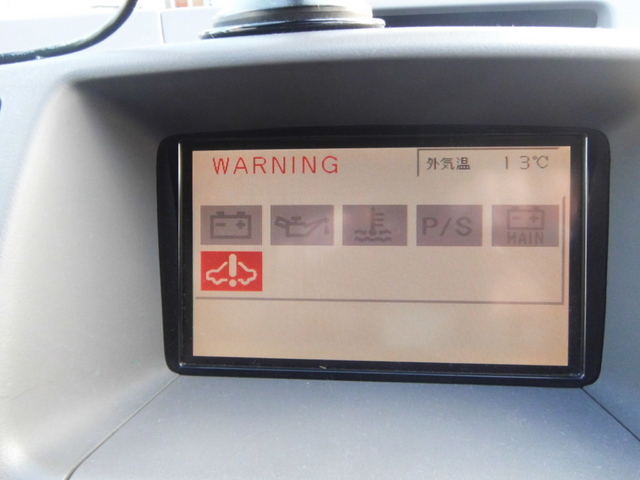 WARNING
外気温 13℃
P/S
MAIN